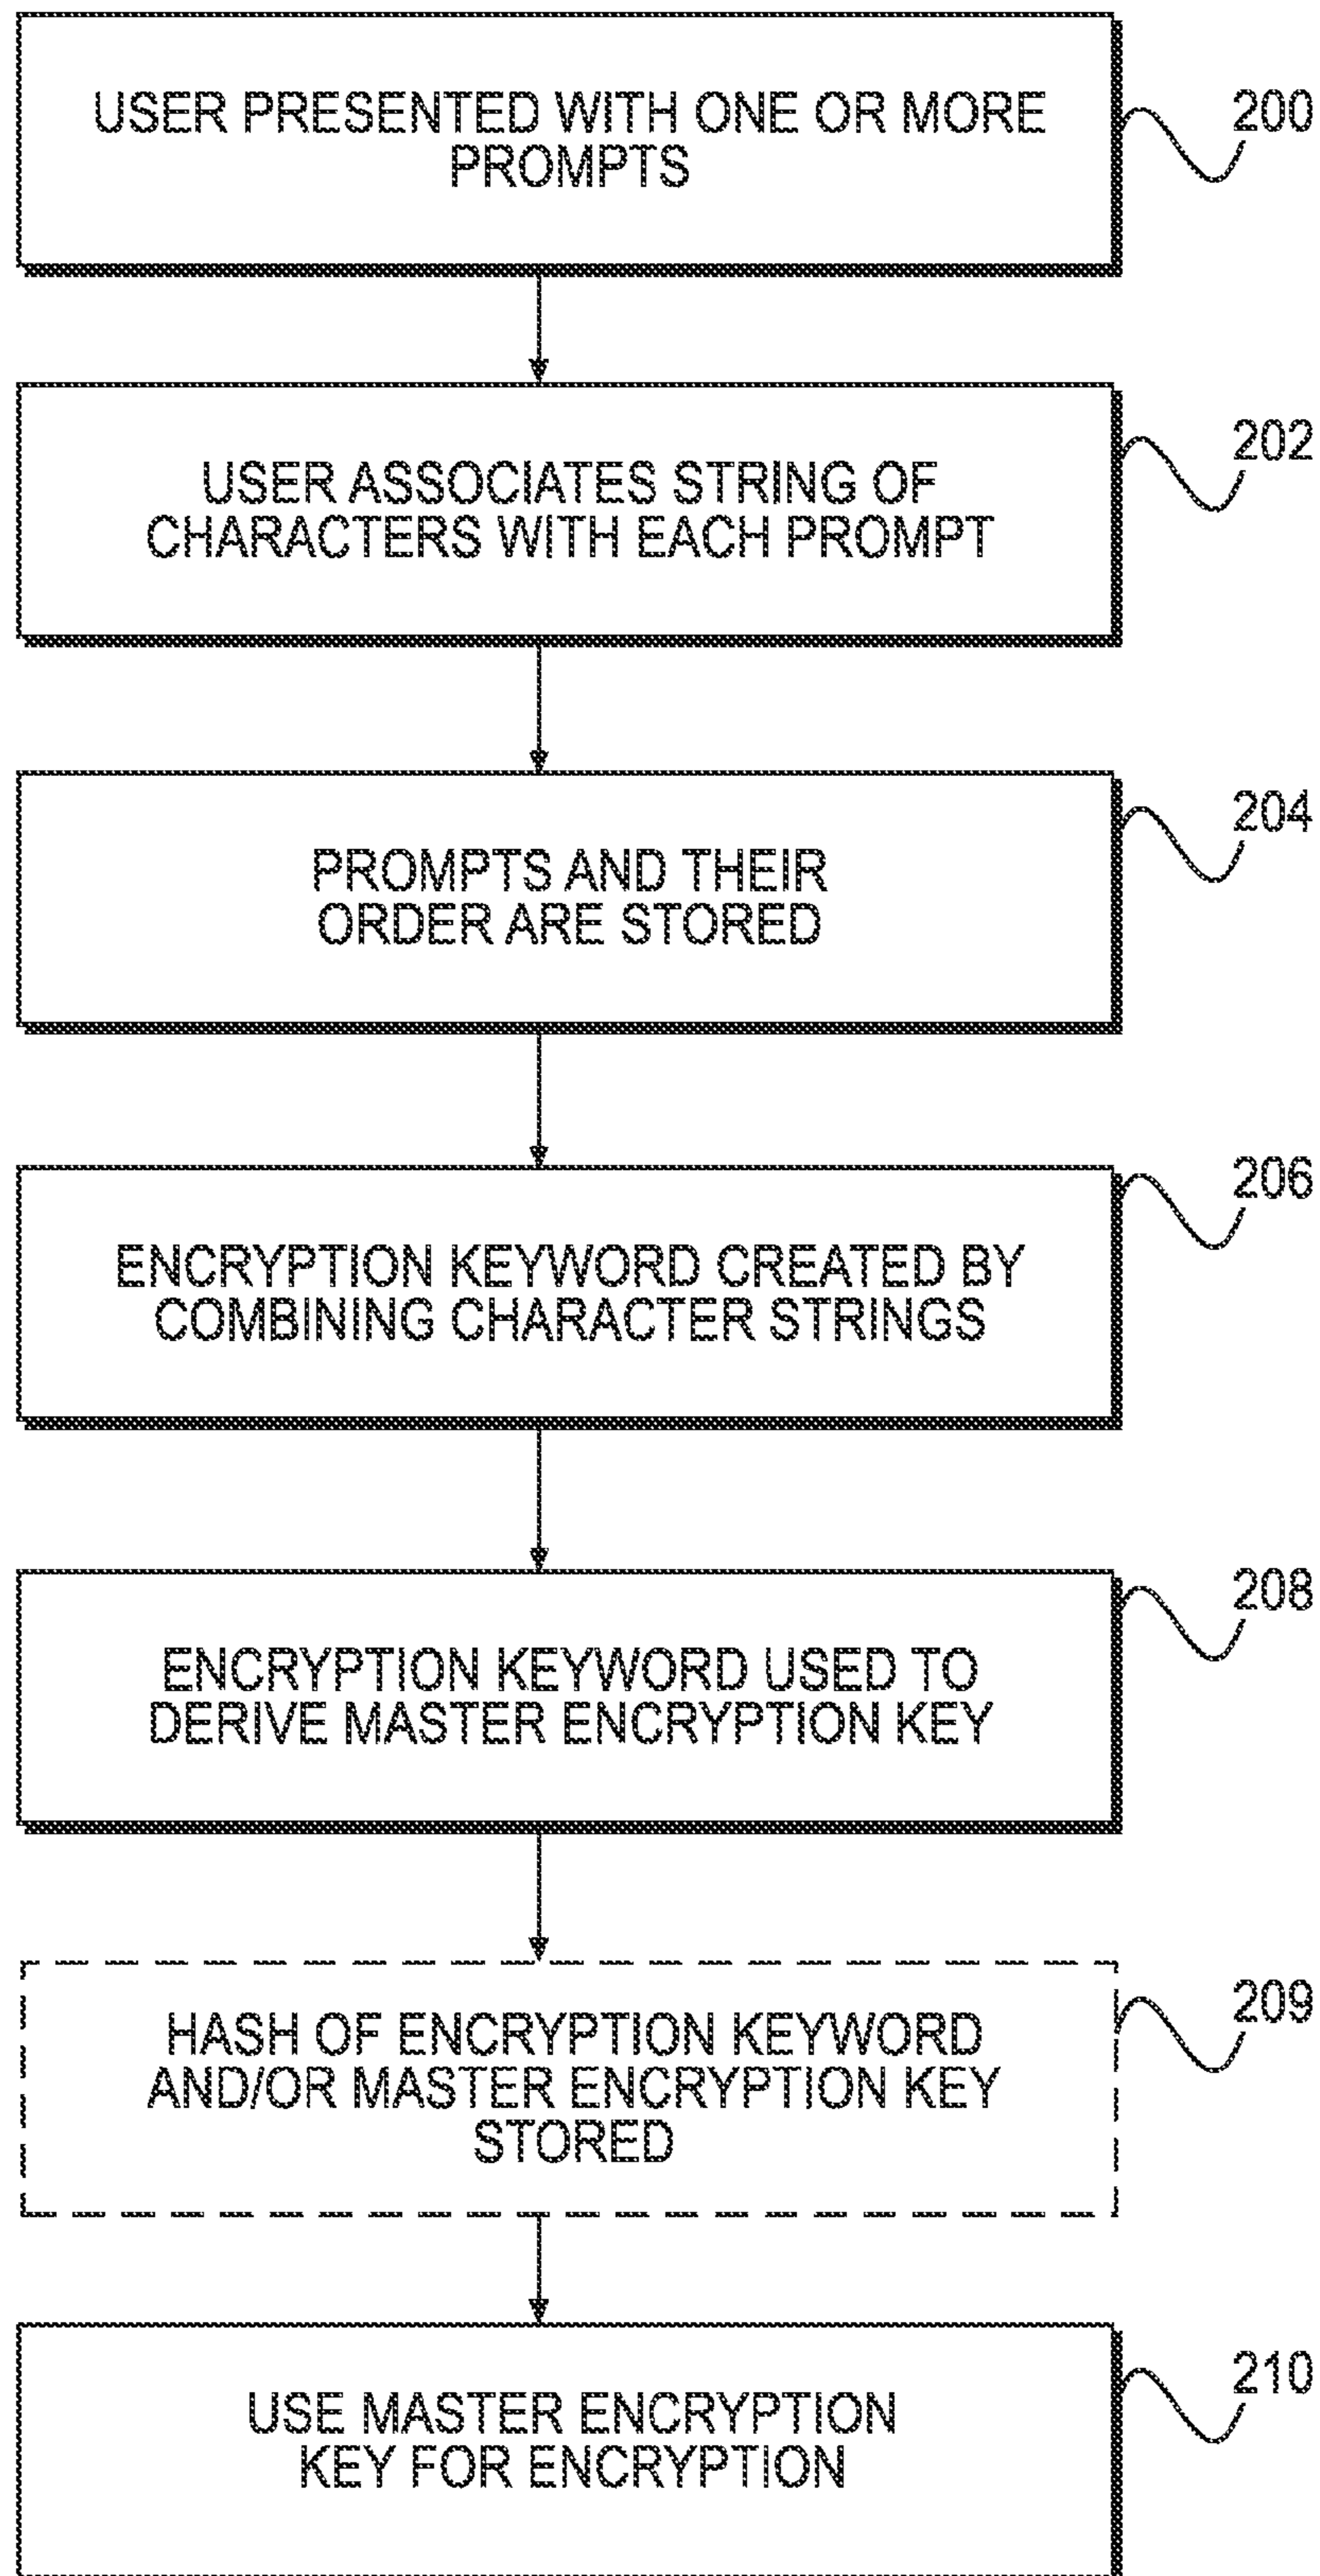 USER PRESENTED WITH ONE OR MORE
PROMPTS
200
USER ASSOCIATES STRING OF
CHARACTERS WITH EACH PROMPT
202
PROMPTS AND THEIR
ORDER ARE STORED
204
ENCRYPTION KEYWORD CREATED BY
COMBINING CHARACTER STRINGS
206
ENCRYPTION KEYWORD USED TO
DERIVE MASTER ENCRYPTION KEY
208
HASH OF ENCRYPTION KEYWORD
AND/OR MASTER ENCRYPTION KEY
STORED
209
USE MASTER ENCRYPTION
KEY FOR ENCRYPTION
210